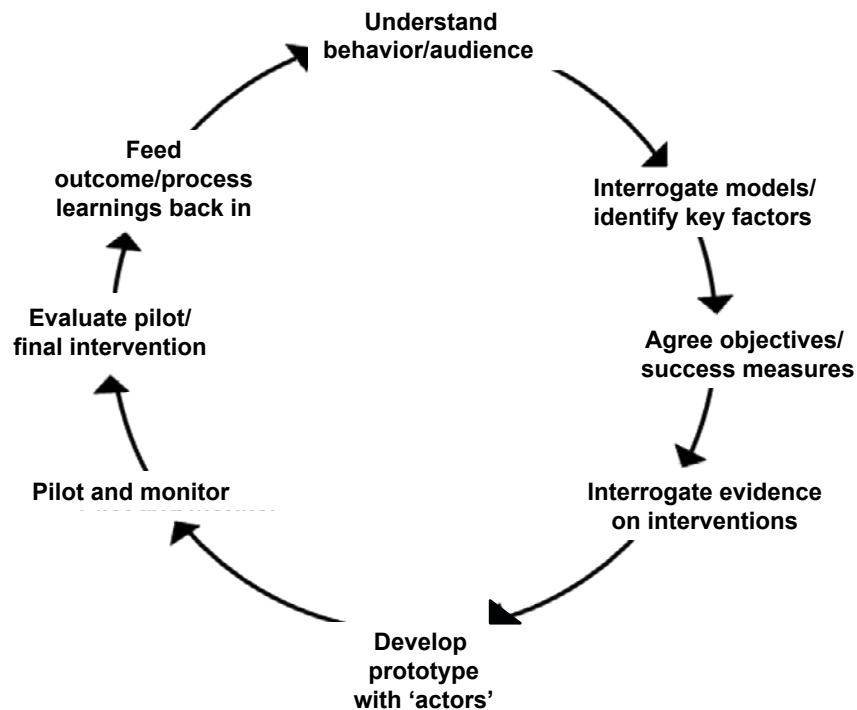 Understand
behavior/audience
Interrogate models/
identify key factors
Agree objectives/
success measures
Interrogate evidence
on interventions
Develop
prototype
with ‘actors’
Pilot and monitor
Evaluate pilot/
final intervention
Feed
outcome/process
learnings back in